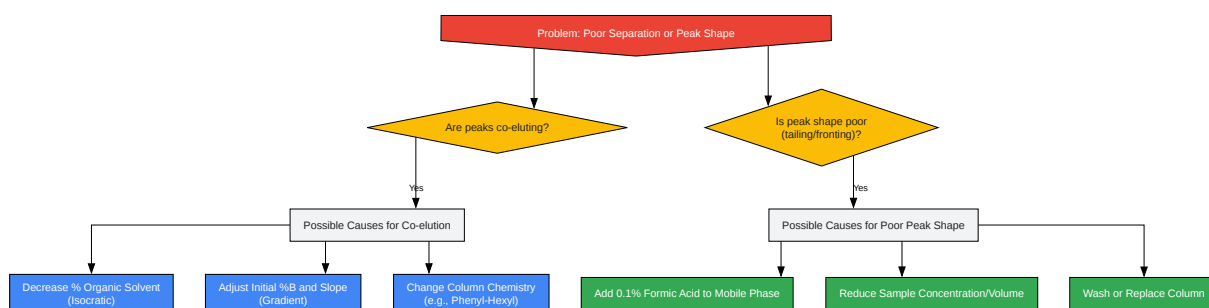 Problem: Poor Separation or Peak Shape
Are peaks co-eluting?
Is peak shape poor
(tailing/fronting)?
Yes
Yes
Possible Causes for Co-elution
Possible Causes for Poor Peak Shape
Decrease % Organic Solvent
(Isocratic)
Adjust Initial %B and Slope
(Gradient)
Change Column Chemistry
(e.g., Phenyl-Hexyl)
Add 0.1% Formic Acid to Mobile Phase
Reduce Sample Concentration/Volume
Wash or Replace Column